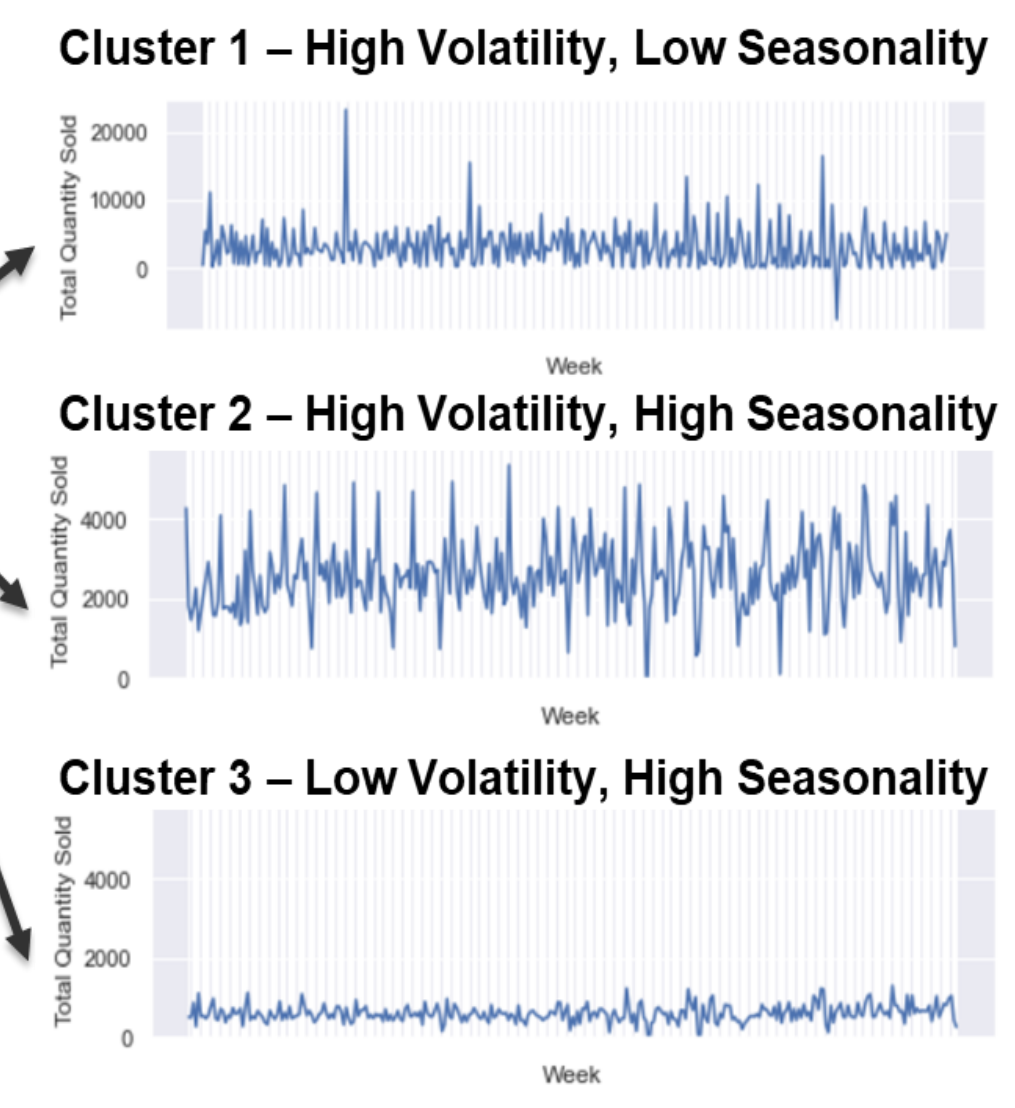 Cluster 1 – High Volatility, Low Seasonality
Total Quantity Sold
20000
10000
0
Week
Cluster 2 – High Volatility, High Seasonality
Total Quantity Sold
4000
2000
0
Week
Cluster 3 – Low Volatility, High Seasonality
Total Quantity Sold
4000
2000
0
Week